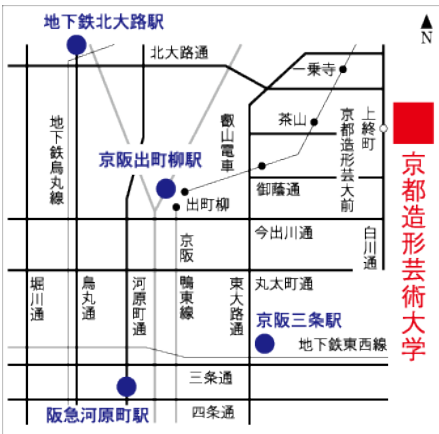 地下鉄北大路駅
N
北大路通
一乗寺
地下鉄烏丸線
叡山電車
茶山
京都造形芸大前
上終町
京阪出町柳駅
御蔭通
出町柳
京都造形芸術大学
今出川通
白川通
京阪
鴨東線
堀川通
烏丸通
河原町通
東大路通
丸太町通
京阪三条駅
地下鉄東西線
三条通
阪急河原町駅
四条通